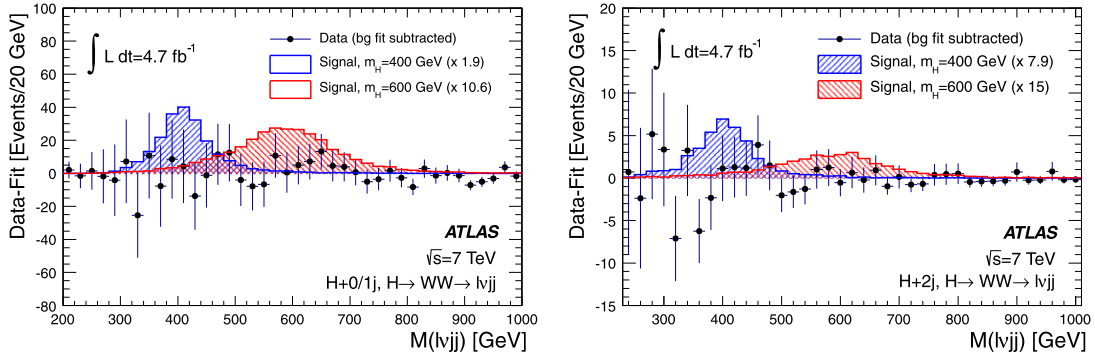 Data-Fit [Events/20 GeV]
100
80
60
40
20
0
-20
-40
-60
-80
∫ L dt=4.7 fb-1
Data (bg fit subtracted)
Signal, mH=400 GeV (x 1.9)
Signal, mH=600 GeV (x 10.6)
ATLAS
√s=7 TeV
H+0/1j, H→ WW→ lνjj
200 300 400 500 600 700 800 900 1000
M(lνjj) [GeV]
Data-Fit [Events/20 GeV]
20
15
10
5
0
-5
-10
-15
∫ L dt=4.7 fb-1
Data (bg fit subtracted)
Signal, mH=400 GeV (x 7.9)
Signal, mH=600 GeV (x 15)
ATLAS
√s=7 TeV
H+2j, H→ WW→ lνjj
300 400 500 600 700 800 900 1000
M(lνjj) [GeV]